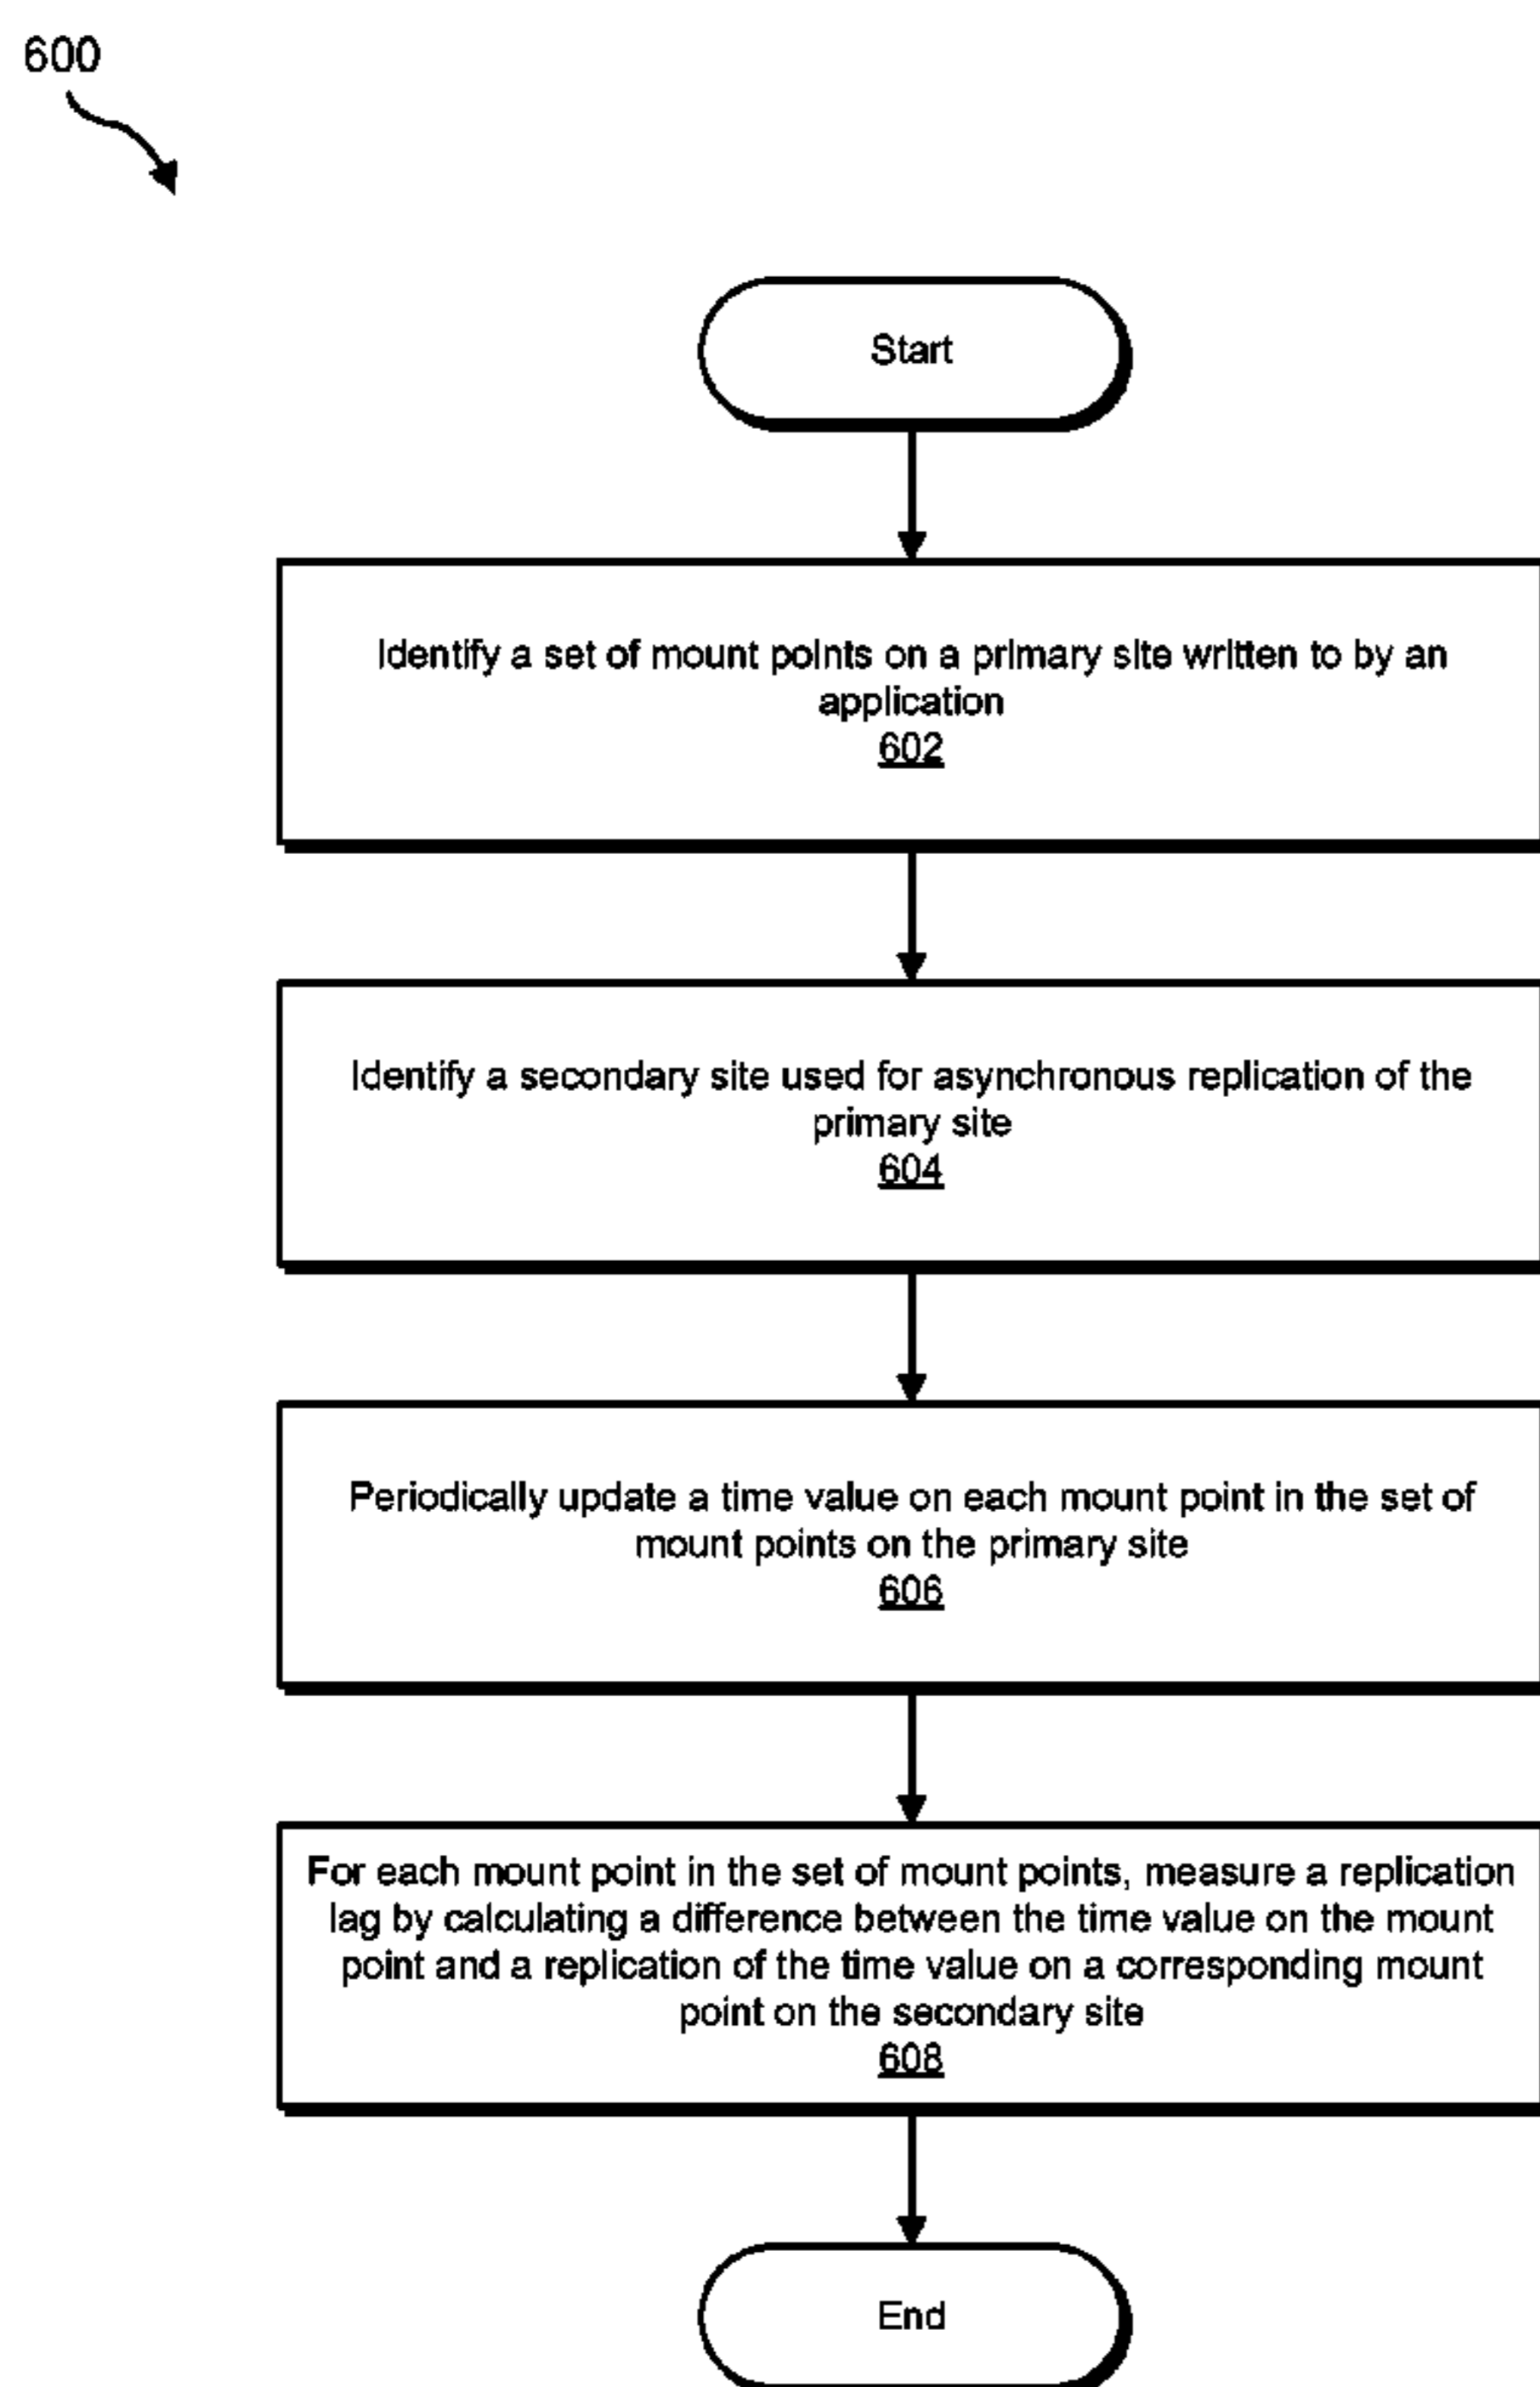 600
Start
Identify a set of mount points on a primary site written to by an
application
602
Identify a secondary site used for asynchronous replication of the
primary site
604
Periodically update a time value on each mount point in the set of
mount points on the primary site
606
For each mount point in the set of mount points, measure a replication
lag by calculating a difference between the time value on the mount
point and a replication of the time value on a corresponding mount
point on the secondary site
608
End